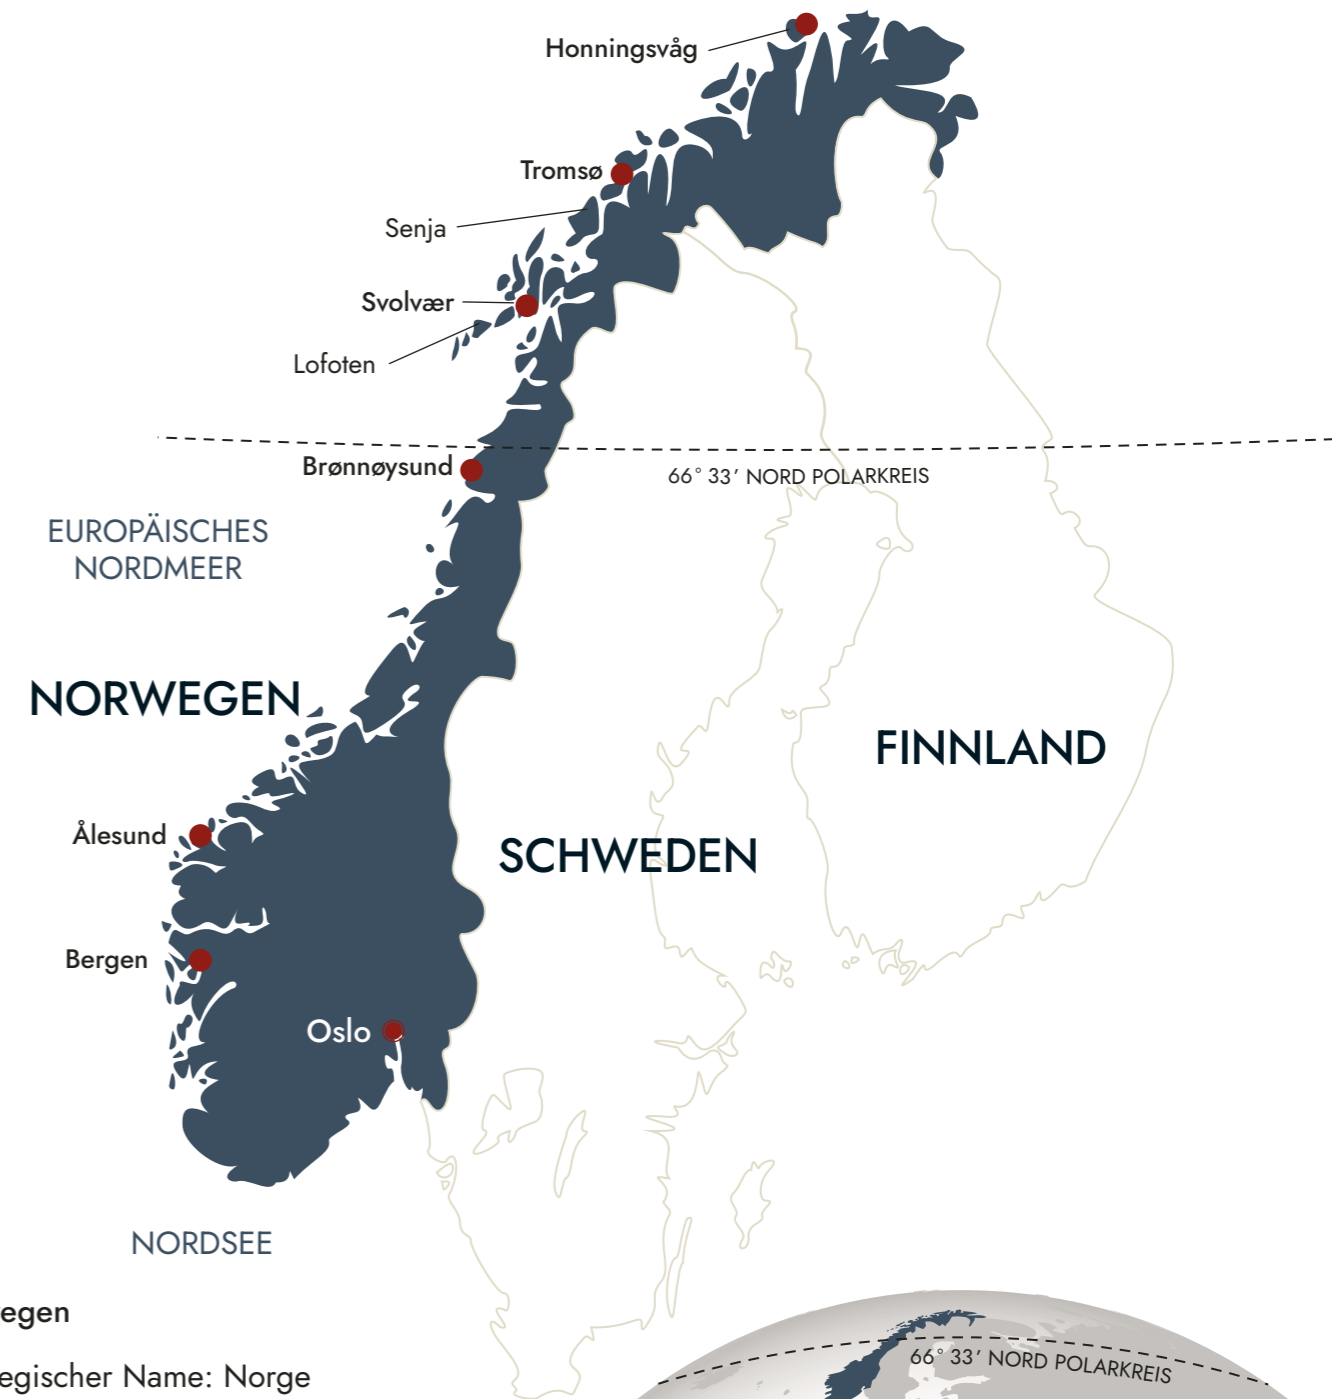 Honningsvåg
Tromsø
Senja
Svolvær
Lofoten
Brønnøysund
66° 33’ NORD POLARKREIS
EUROPÄISCHES
NORDMEER
NORWEGEN
FINNLAND
Ålesund
SCHWEDEN
Bergen
Oslo
NORDSEE
egen
egischer Name: Norge
66° 33’ NORD POLARKREIS